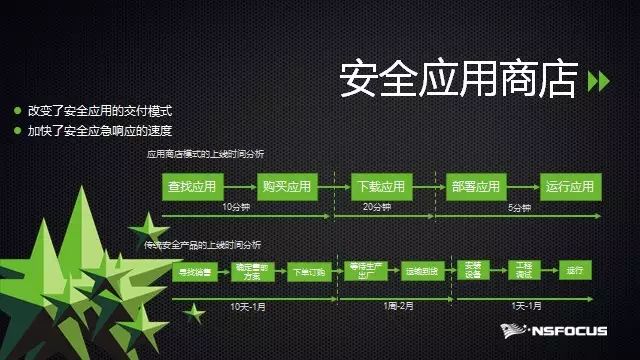 安全应用商店
改变了安全应用的交付模式
加快了安全应急响应的速度
应用商店模式的上线时间分析
查找应用
购买应用
下载应用
部署应用
运行应用
10分钟
20分钟
5分钟
传统安全产品的上线时间分析
寻找销售
确定售前
方案
下单订购
等待生产
出厂
运输到货
安装
设备
工程
调试
运行
10天-1月
1周-2月
1天-1月
NSFOCUS